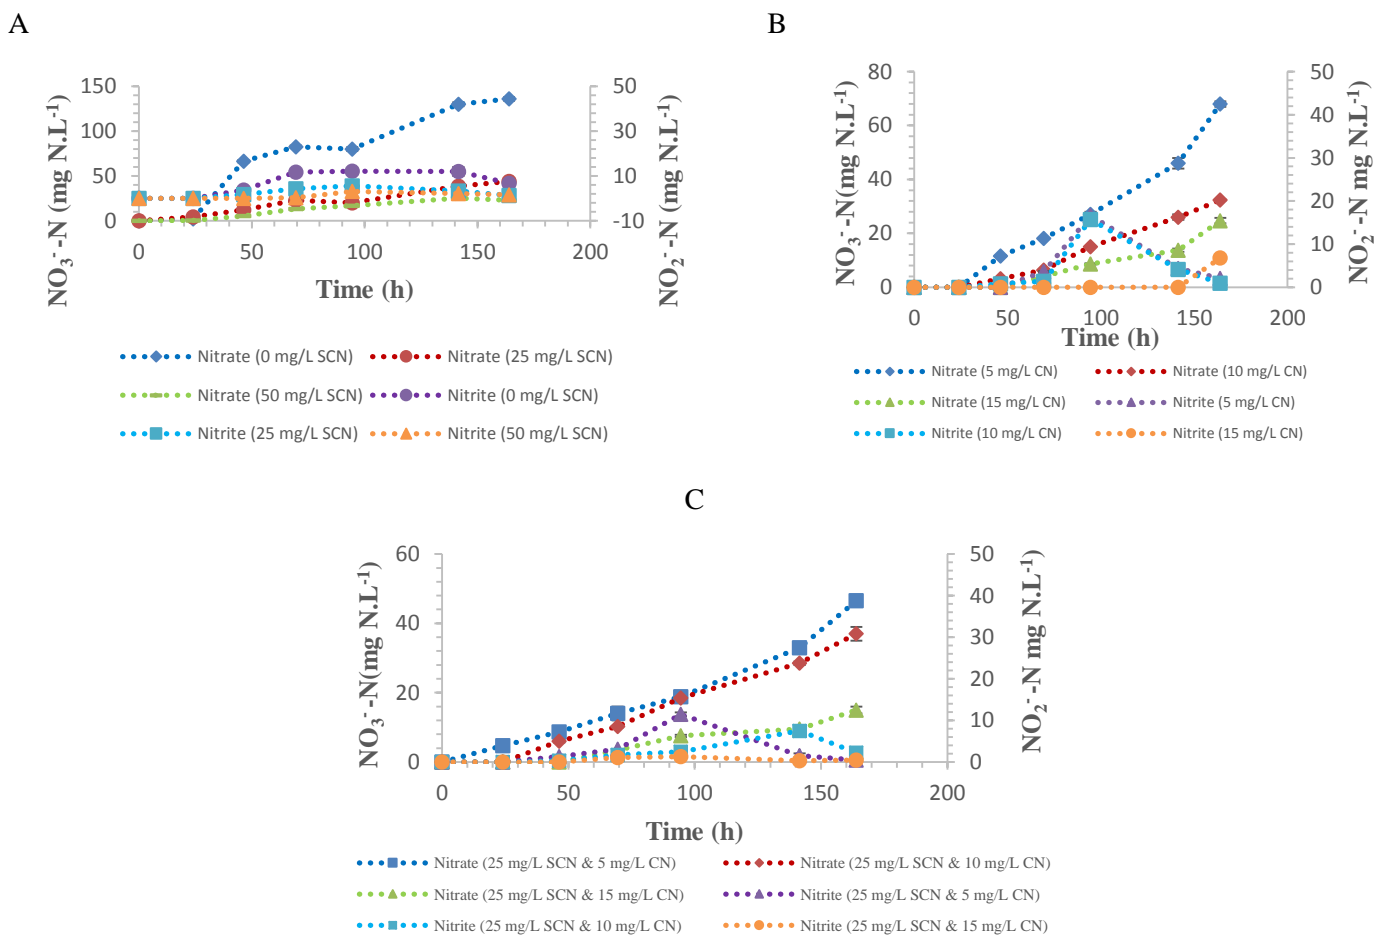 A
B
150
100
50
0
50
30
10
-10
0
50
100
150
200
NO₃⁻ -N (mg N.L⁻¹)
NO₂⁻ -N (mg N.L⁻¹)
Time (h)
Nitrate (0 mg/L SCN)
Nitrate (25 mg/L SCN)
Nitrate (50 mg/L SCN)
Nitrite (0 mg/L SCN)
Nitrite (25 mg/L SCN)
Nitrite (50 mg/L SCN)
80
60
40
20
0
50
40
30
20
10
0
0
50
100
150
200
NO₃⁻ -N(mg N.L⁻¹)
NO₂⁻ -N (mg N.L⁻¹)
Time (h)
Nitrate (5 mg/L CN)
Nitrate (10 mg/L CN)
Nitrate (15 mg/L CN)
Nitrite (5 mg/L CN)
Nitrite (10 mg/L CN)
Nitrite (15 mg/L CN)
C
60
40
20
0
50
40
30
20
10
0
0
50
100
150
200
NO₃⁻ -N(mg N.L⁻¹)
NO₂⁻ -N mg N.L⁻¹)
Time (h)
Nitrate (25 mg/L SCN & 5 mg/L CN)
Nitrate (25 mg/L SCN & 10 mg/L CN)
Nitrate (25 mg/L SCN & 15 mg/L CN)
Nitrite (25 mg/L SCN & 5 mg/L CN)
Nitrite (25 mg/L SCN & 10 mg/L CN)
Nitrite (25 mg/L SCN & 15 mg/L CN)